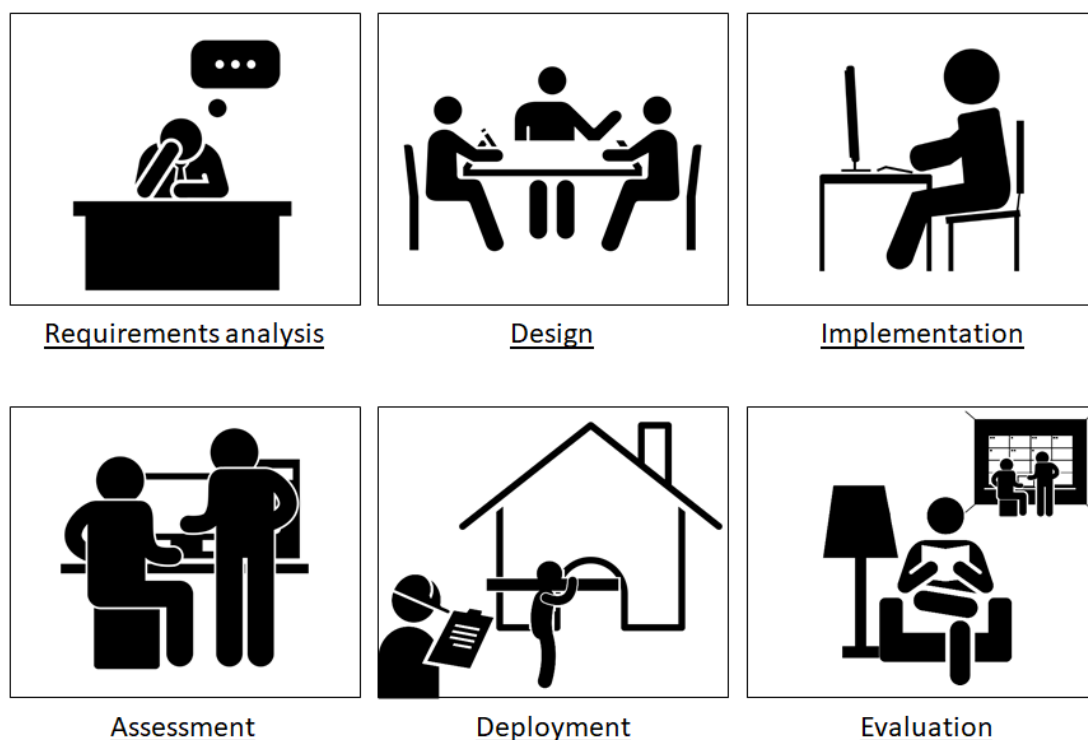 Requirements analysis
Design
Implementation
Assessment
Deployment
Evaluation